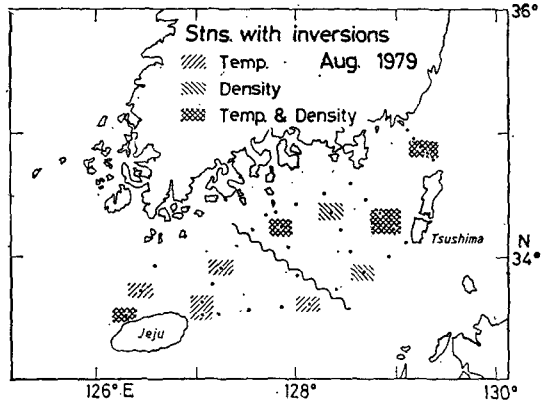 36°
Stns. with inversions
Temp. Aug. 1979
Density
Temp. & Density
Tsushima
N
34°
Jeju
126°E 128° 130°